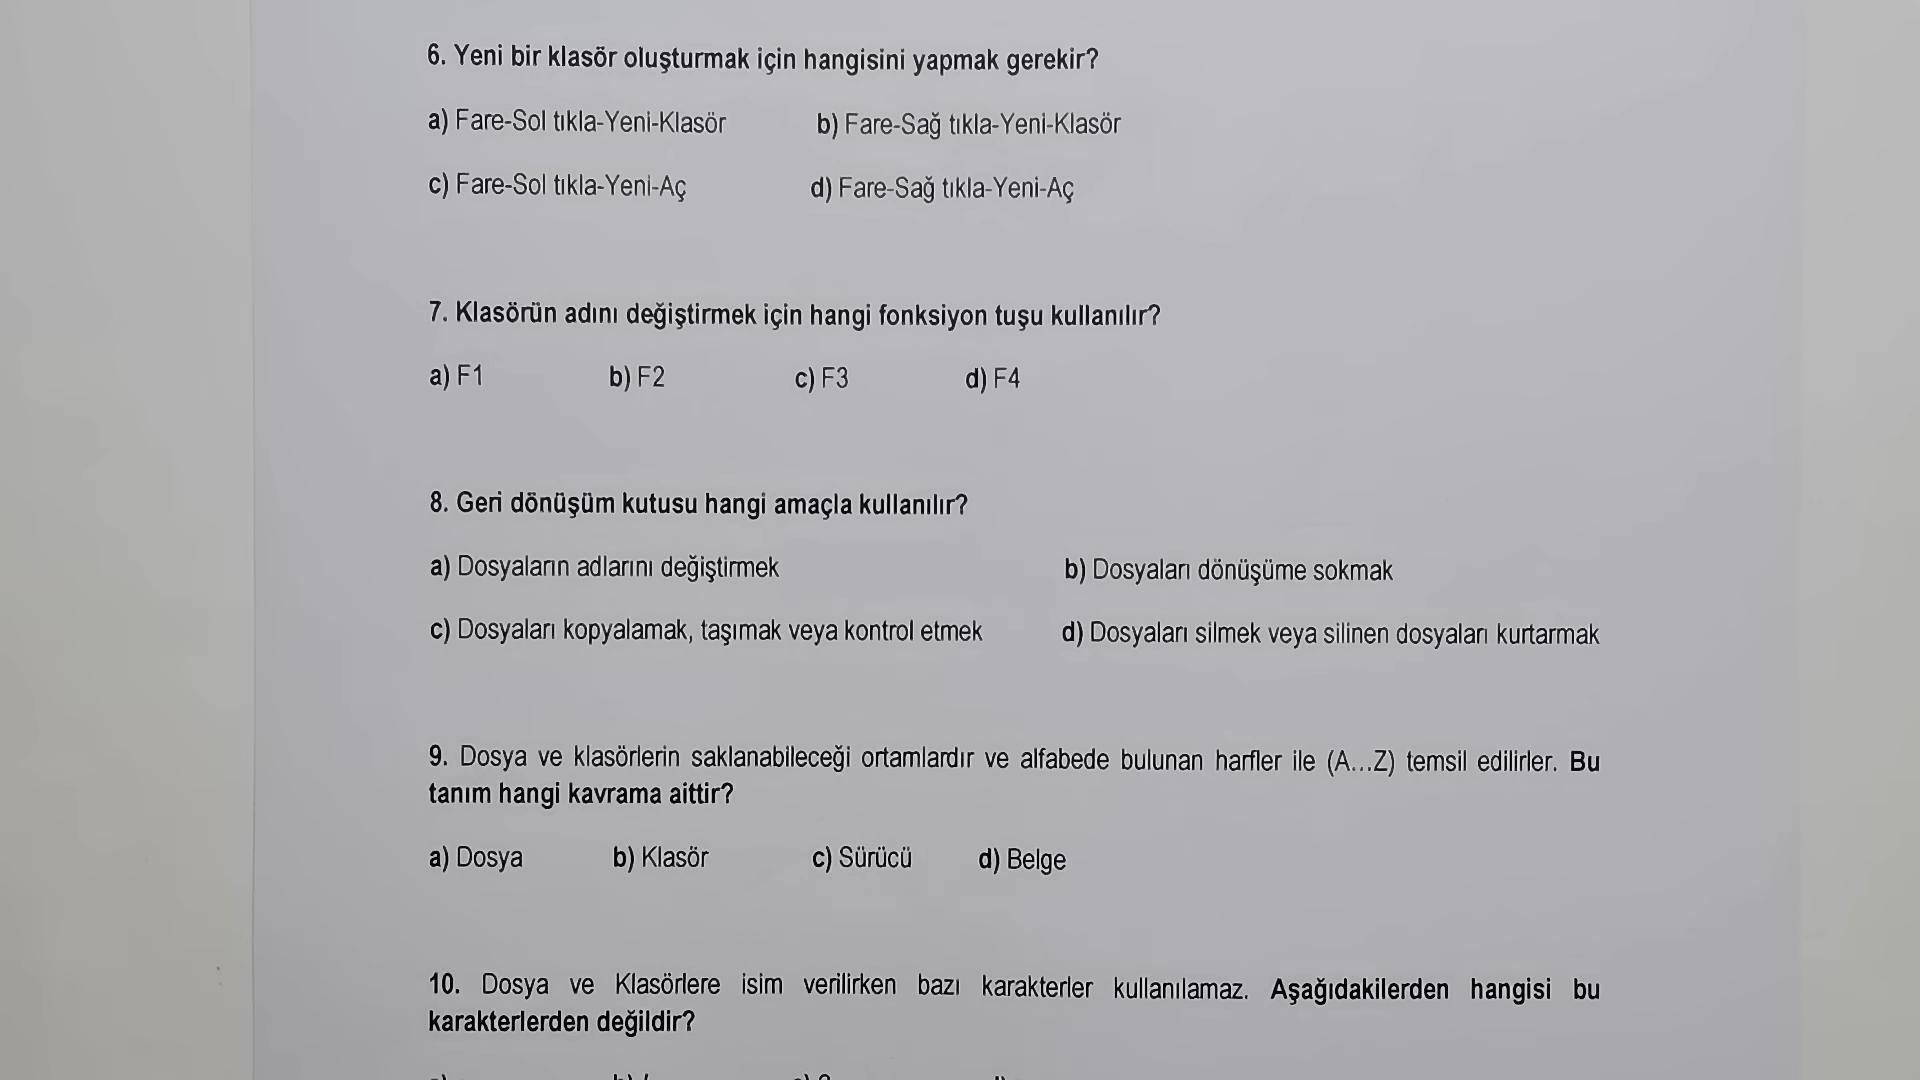 6. Yeni bir klasör oluşturmak için hangisini yapmak gerekir?
a) Fare-Sol tıkla-Yeni-Klasör b) Fare-Sağ tıkla-Yeni-Klasör
c) Fare-Sol tıkla-Yeni-Aç d) Fare-Sağ tıkla-Yeni-Aç
7. Klasörün adını değiştirmek için hangi fonksiyon tuşu kullanılır?
a) F1 b) F2 c) F3 d) F4
8. Geri dönüşüm kutusu hangi amaçla kullanılır?
a) Dosyaların adlarını değiştirmek b) Dosyaları dönüşüme sokmak
c) Dosyaları kopyalamak, taşımak veya kontrol etmek d) Dosyaları silmek veya silinen dosyaları kurtarmak
9. Dosya ve klasörlerin saklanabileceği ortamlardır ve alfabede bulunan harfler ile (A...Z) temsil edilirler. Bu
tanım hangi kavrama aittir?
a) Dosya b) Klasör c) Sürücü d) Belge
10. Dosya ve Klasörlere isim verilirken bazı karakterler kullanılamaz. Aşağıdakilerden hangisi bu
karakterlerden değildir?